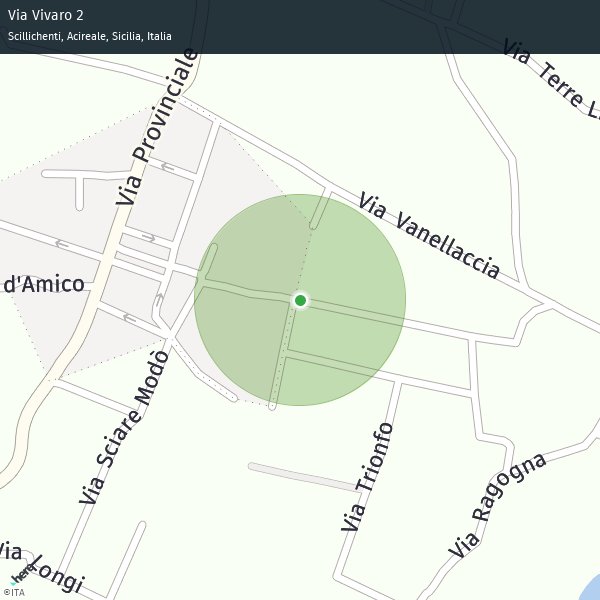 Via Vivaro 2
Scillichenti, Acireale, Sicilia, Italia
Via Terre L
Via Provinciale
Via Vanellaccia
d'Amico
Via Sciare Modò
Via Trionfo
Via Ragogna
Via Longi
here
©ITA